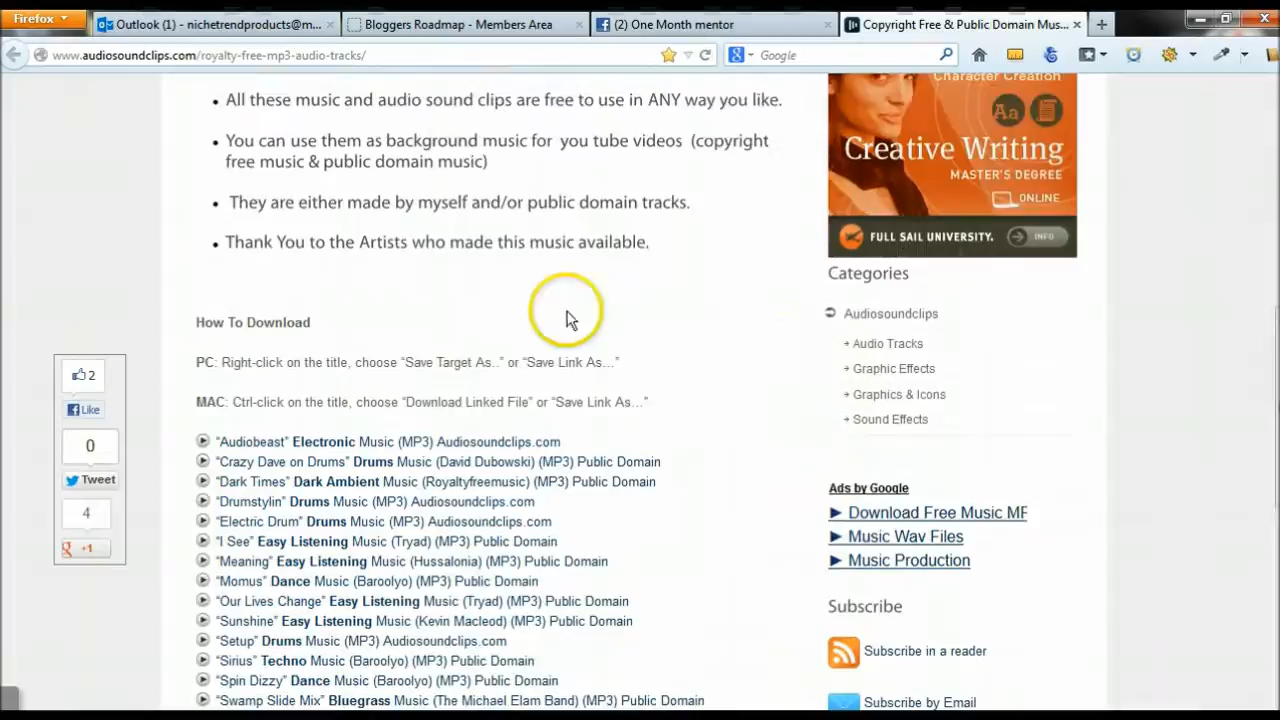 Firefox
Outlook (1) - nichetrendproducts@m...
Bloggers Roadmap - Members Area
(2) One Month mentor
Copyright Free & Public Domain Mus...
www.audiosoundclips.com/royalty-free-mp3-audio-tracks/
Google
All these music and audio sound clips are free to use in ANY way you like.
You can use them as background music for you tube videos (copyright
free music & public domain music)
They are either made by myself and/or public domain tracks.
Thank You to the Artists who made this music available.
How To Download
PC: Right-click on the title, choose “Save Target As..” or “Save Link As…”
MAC: Ctrl-click on the title, choose “Download Linked File” or “Save Link As…”
“Audiobeast” Electronic Music (MP3) Audiosoundclips.com
“Crazy Dave on Drums” Drums Music (David Dubowski) (MP3) Public Domain
“Dark Times” Dark Ambient Music (Royaltyfreemusic) (MP3) Public Domain
“Drumstylin” Drums Music (MP3) Audiosoundclips.com
“Electric Drum” Drums Music (MP3) Audiosoundclips.com
“I See” Easy Listening Music (Tryad) (MP3) Public Domain
“Meaning” Easy Listening Music (Hussalonia) (MP3) Public Domain
“Momus” Dance Music (Baroolyo) (MP3) Public Domain
“Our Lives Change” Easy Listening Music (Tryad) (MP3) Public Domain
“Sunshine” Easy Listening Music (Kevin Macleod) (MP3) Public Domain
“Setup” Drums Music (MP3) Audiosoundclips.com
“Sirius” Techno Music (Baroolyo) (MP3) Public Domain
“Spin Dizzy” Dance Music (Baroolyo) (MP3) Public Domain
“Swamp Slide Mix” Bluegrass Music (The Michael Elam Band) (MP3) Public Domain
2
Like
0
Tweet
4
g +1
Character Creation
Aa
Creative Writing
MASTER'S DEGREE
ONLINE
FULL SAIL UNIVERSITY.
INFO
Categories
Audiosoundclips
Audio Tracks
Graphic Effects
Graphics & Icons
Sound Effects
Ads by Google
Download Free Music MF
Music Wav Files
Music Production
Subscribe
Subscribe in a reader
Subscribe by Email